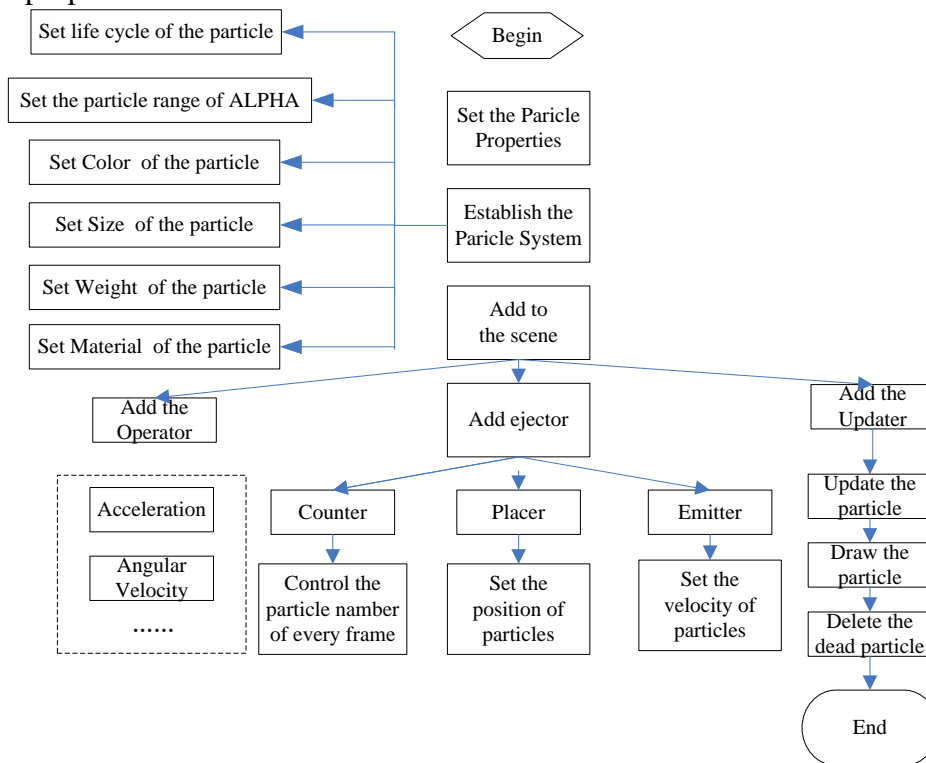 Set life cycle of the particle
Begin
Set the particle range of ALPHA
Set the Paricle
Properties
Set Color of the particle
Set Size of the particle
Establish the
Paricle System
Set Weight of the particle
Add to
the scene
Set Material of the particle
Add the
Operator
Add ejector
Add the
Updater
Acceleration
Angular
Velocity
......
Counter
Placer
Emitter
Control the
particle namber
of every frame
Set the
position of
particles
Set the
velocity of
particles
Update the
particle
Draw the
particle
Delete the
dead particle
End